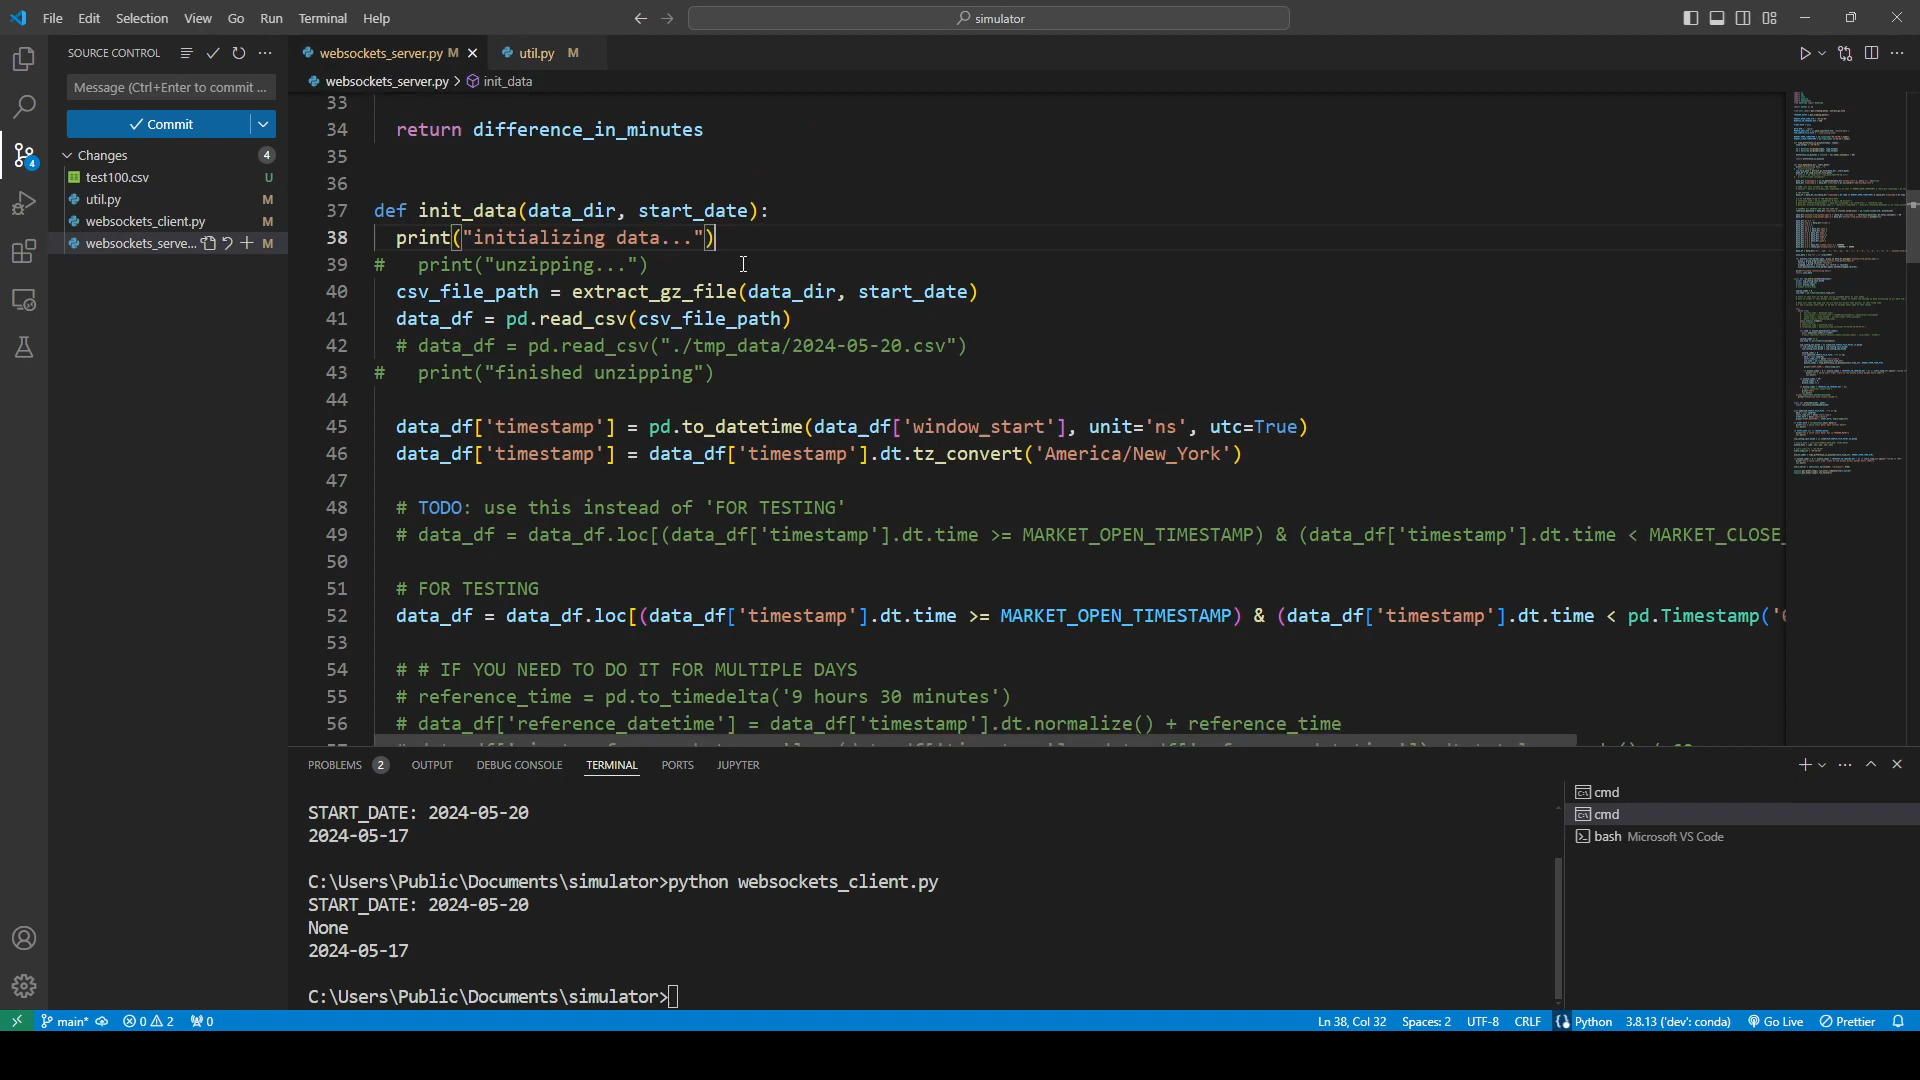 File Edit Selection View Go Run Terminal Help
simulator
SOURCE CONTROL
Message (Ctrl+Enter to commit ...
Commit
Changes 4
test100.csv U
util.py M
websockets_client.py M
websockets_serve... M
4
websockets_server.py M
util.py M
websockets_server.py > init_data
33
34 return difference_in_minutes
35
36
37 def init_data(data_dir, start_date):
38 print("initializing data...")
39 # print("unzipping...")
40 csv_file_path = extract_gz_file(data_dir, start_date)
41 data_df = pd.read_csv(csv_file_path)
42 # data_df = pd.read_csv("./tmp_data/2024-05-20.csv")
43 # print("finished unzipping")
44
45 data_df['timestamp'] = pd.to_datetime(data_df['window_start'], unit='ns', utc=True)
46 data_df['timestamp'] = data_df['timestamp'].dt.tz_convert('America/New_York')
47
48 # TODO: use this instead of 'FOR TESTING'
49 # data_df = data_df.loc[(data_df['timestamp'].dt.time >= MARKET_OPEN_TIMESTAMP) & (data_df['timestamp'].dt.time < MARKET_CLOSE_
50
51 # FOR TESTING
52 data_df = data_df.loc[(data_df['timestamp'].dt.time >= MARKET_OPEN_TIMESTAMP) & (data_df['timestamp'].dt.time < pd.Timestamp('
53
54 # # IF YOU NEED TO DO IT FOR MULTIPLE DAYS
55 # reference_time = pd.to_timedelta('9 hours 30 minutes')
56 # data_df['reference_datetime'] = data_df['timestamp'].dt.normalize() + reference_time
PROBLEMS 2 OUTPUT DEBUG CONSOLE TERMINAL PORTS JUPYTER
START_DATE: 2024-05-20
2024-05-17
C:\Users\Public\Documents\simulator>python websockets_client.py
START_DATE: 2024-05-20
None
2024-05-17
C:\Users\Public\Documents\simulator>
cmd
cmd
bash Microsoft VS Code
main* 0 2 0 Ln 38, Col 32 Spaces: 2 UTF-8 CRLF Python 3.8.13 ('dev': conda) Go Live Prettier